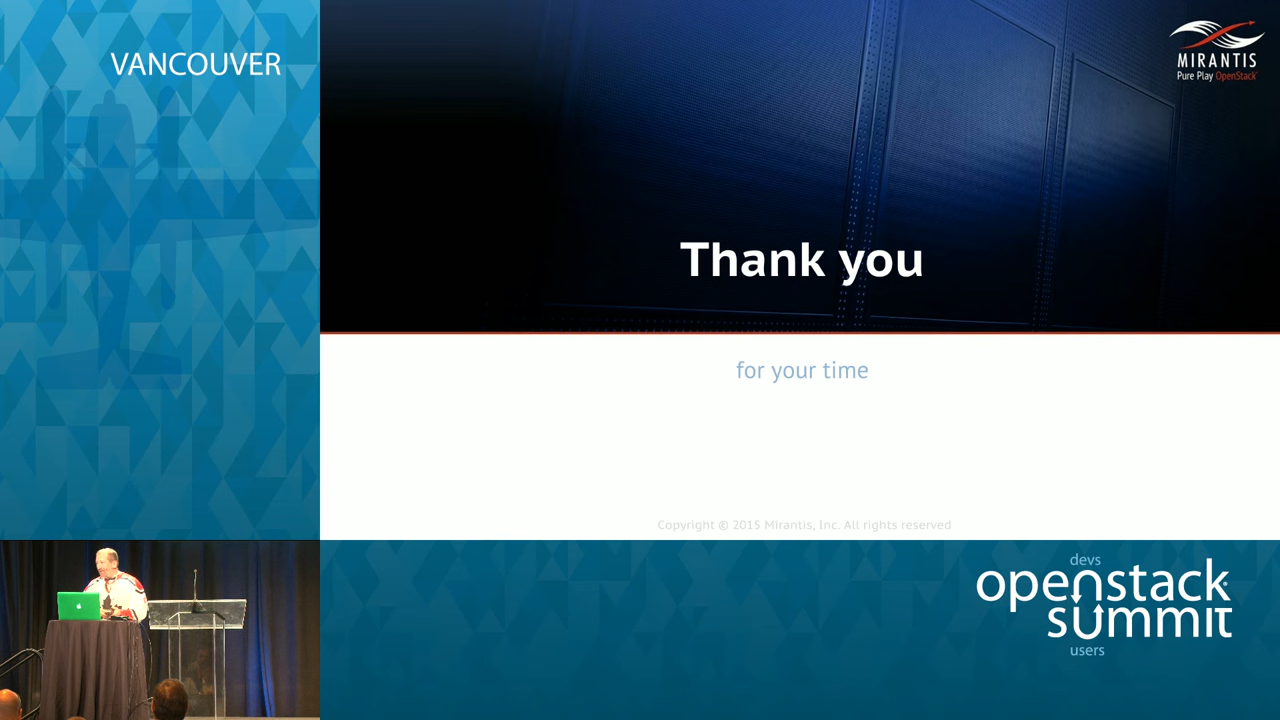 VANCOUVER
MIRANTIS
Pure Play OpenStack
Thank you
for your time
Copyright © 2015 Mirantis, Inc. All rights reserved
devs
openstack
summit
users